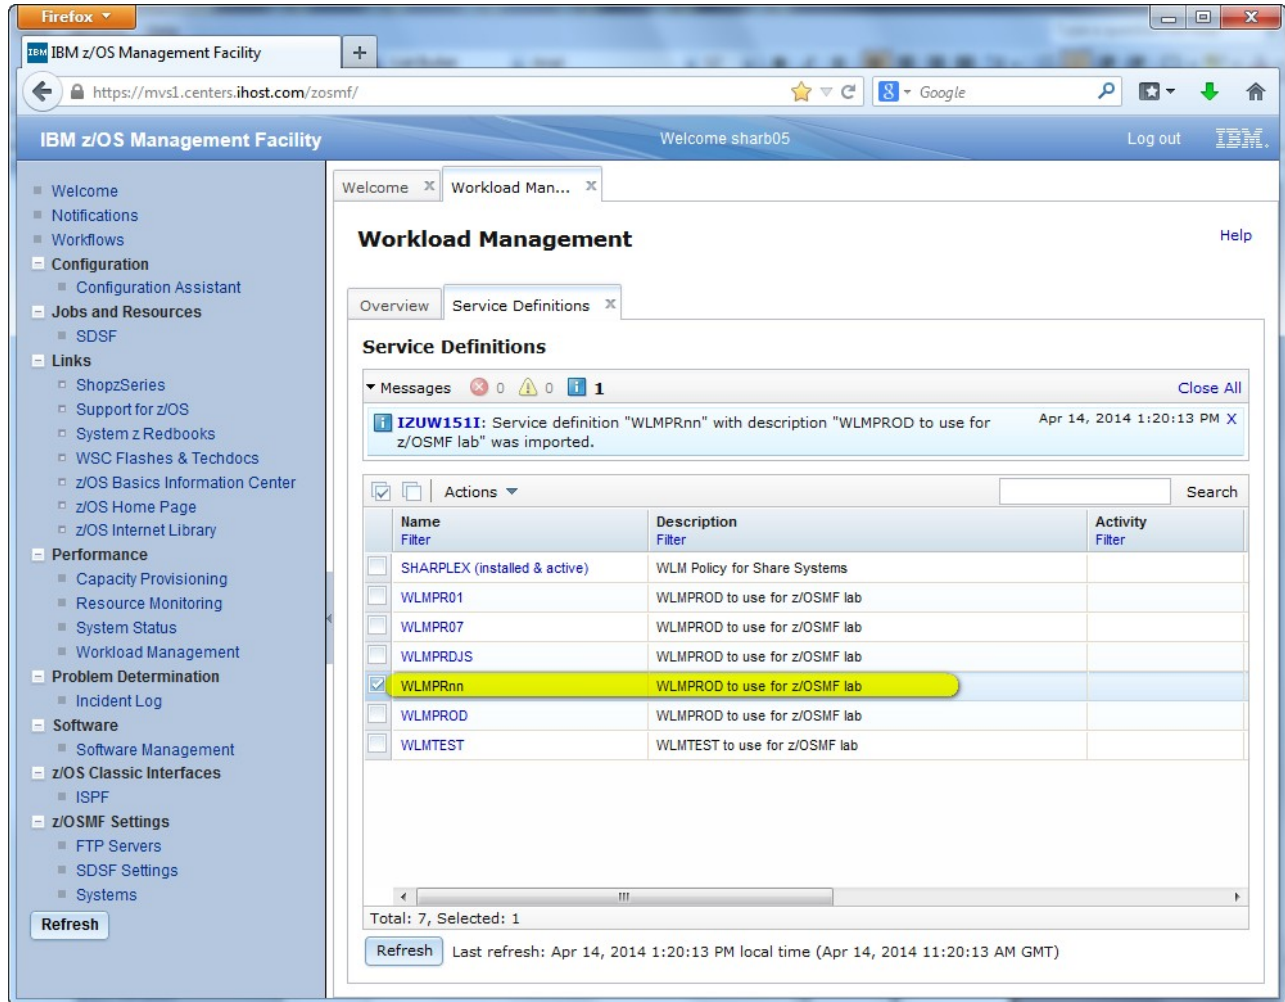 Firefox
IBM IBM z/OS Management Facility
https://mvs1.centers.ihost.com/zosmf/
8 Google
IBM z/OS Management Facility Welcome sharb05 Log out IBM.
Welcome
Notifications
Workflows
Configuration
Configuration Assistant
Jobs and Resources
SDSF
Links
ShopzSeries
Support for z/OS
System z Redbooks
WSC Flashes & Techdocs
z/OS Basics Information Center
z/OS Home Page
z/OS Internet Library
Performance
Capacity Provisioning
Resource Monitoring
System Status
Workload Management
Problem Determination
Incident Log
Software
Software Management
z/OS Classic Interfaces
ISPF
z/OSMF Settings
FTP Servers
SDSF Settings
Systems
Refresh
Welcome X Workload Man... X
Workload Management Help
Overview Service Definitions X
Service Definitions
Messages 0 0 1 Close All
IZUW151I: Service definition "WLMPRnn" with description "WLMPROD to use for Apr 14, 2014 1:20:13 PM X
z/OSMF lab" was imported.
Actions Search
Name Description Activity
Filter Filter Filter
SHARPLEX (installed & active) WLM Policy for Share Systems
WLMPR01 WLMPROD to use for z/OSMF lab
WLMPR07 WLMPROD to use for z/OSMF lab
WLMPRDJS WLMPROD to use for z/OSMF lab
WLMPRnn WLMPROD to use for z/OSMF lab
WLMPROD WLMPROD to use for z/OSMF lab
WLMTEST WLMTEST to use for z/OSMF lab
Total: 7, Selected: 1
Refresh Last refresh: Apr 14, 2014 1:20:13 PM local time (Apr 14, 2014 11:20:13 AM GMT)